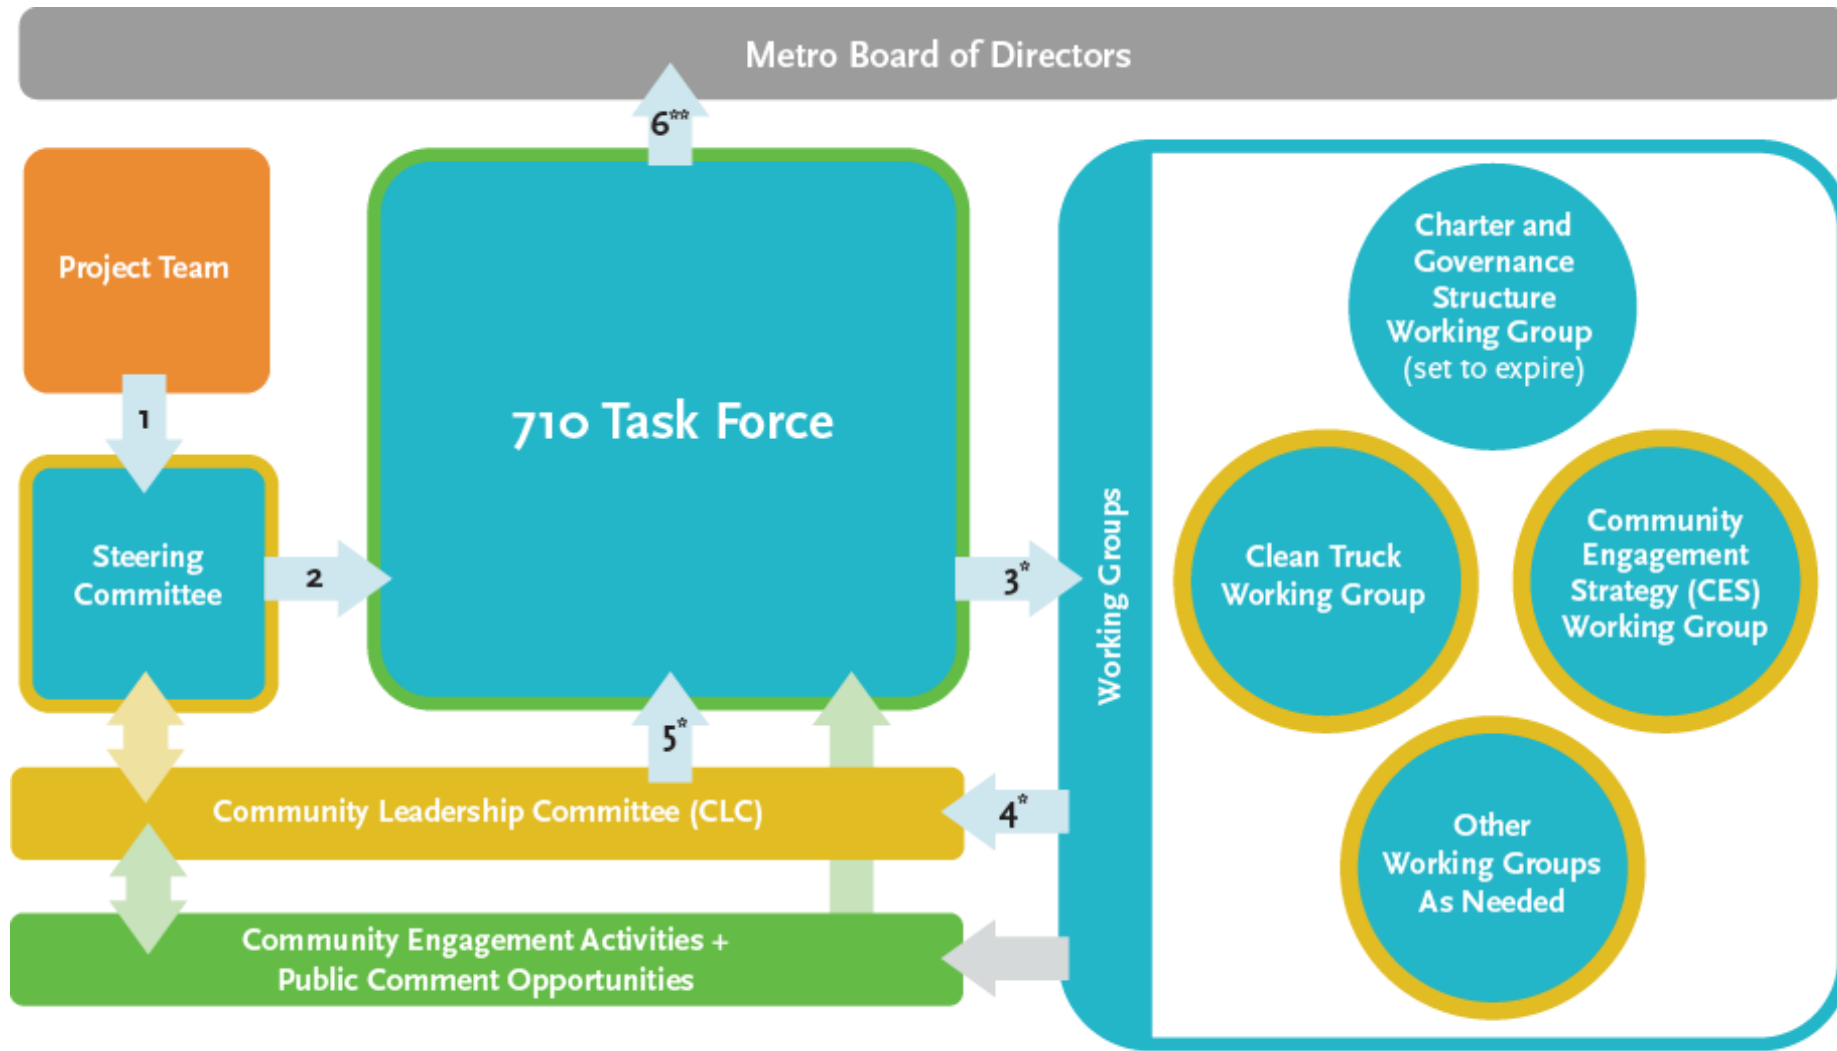 Metro Board of Directors
6☆☆
Project Team
1
Steering
Committee
2
710 Task Force
3☆
5☆
Community Leadership Committee (CLC)
4☆
Community Engagement Activities +
Public Comment Opportunities
Working Groups
Charter and
Governance
Structure
Working Group
(set to expire)
Clean Truck
Working Group
Community
Engagement
Strategy (CES)
Working Group
Other
Working Groups
As Needed